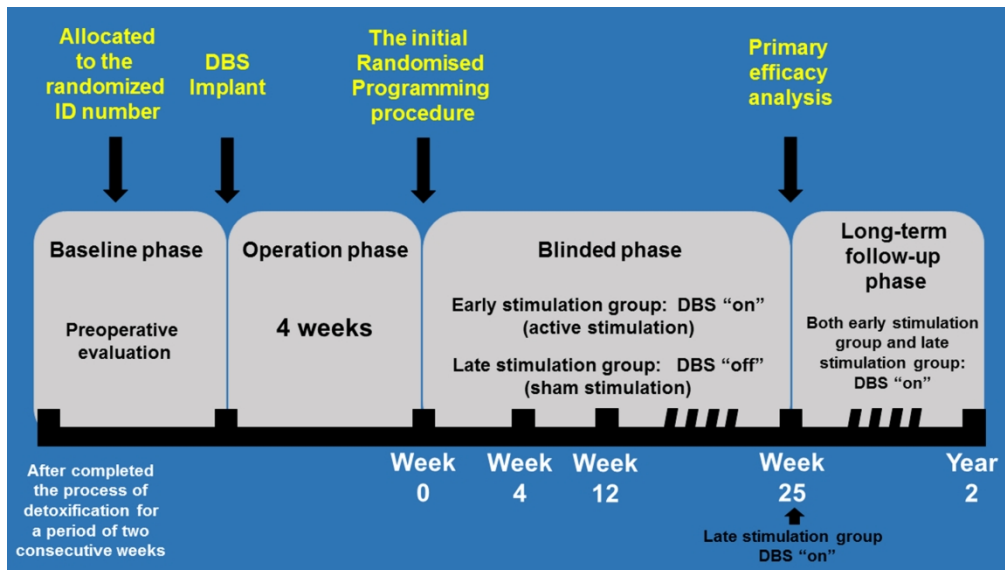 Allocated
to the
randomized
ID number
DBS
Implant
The initial
Randomised
Programming
procedure
Primary
efficacy
analysis
Baseline phase
Preoperative
evaluation
Operation phase
4 weeks
Blinded phase
Early stimulation group: DBS “on”
(active stimulation)
Late stimulation group: DBS “off”
(sham stimulation)
Long-term
follow-up
phase
Both early stimulation
group and late
stimulation group:
DBS “on”
After completed
the process of
detoxification for
a period of two
consecutive weeks
Week
0
Week
4
Week
12
Week
25
Year
2
Late stimulation group
DBS “on”